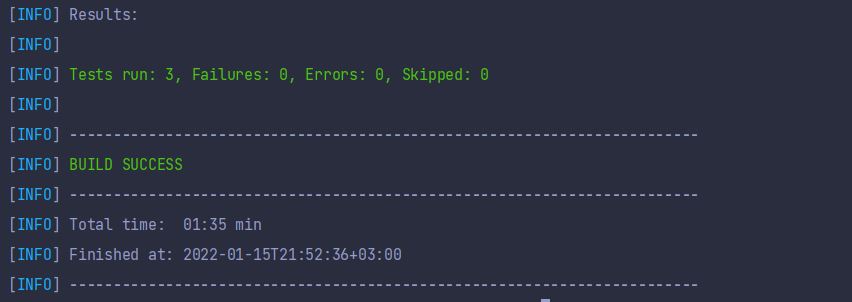 [INFO] Results:
[INFO]
[INFO] Tests run: 3, Failures: 0, Errors: 0, Skipped: 0
[INFO]
[INFO] ------------------------------------------------------------------------
[INFO] BUILD SUCCESS
[INFO] ------------------------------------------------------------------------
[INFO] Total time:  01:35 min
[INFO] Finished at: 2022-01-15T21:52:36+03:00
[INFO] ------------------------------------------------------------------------